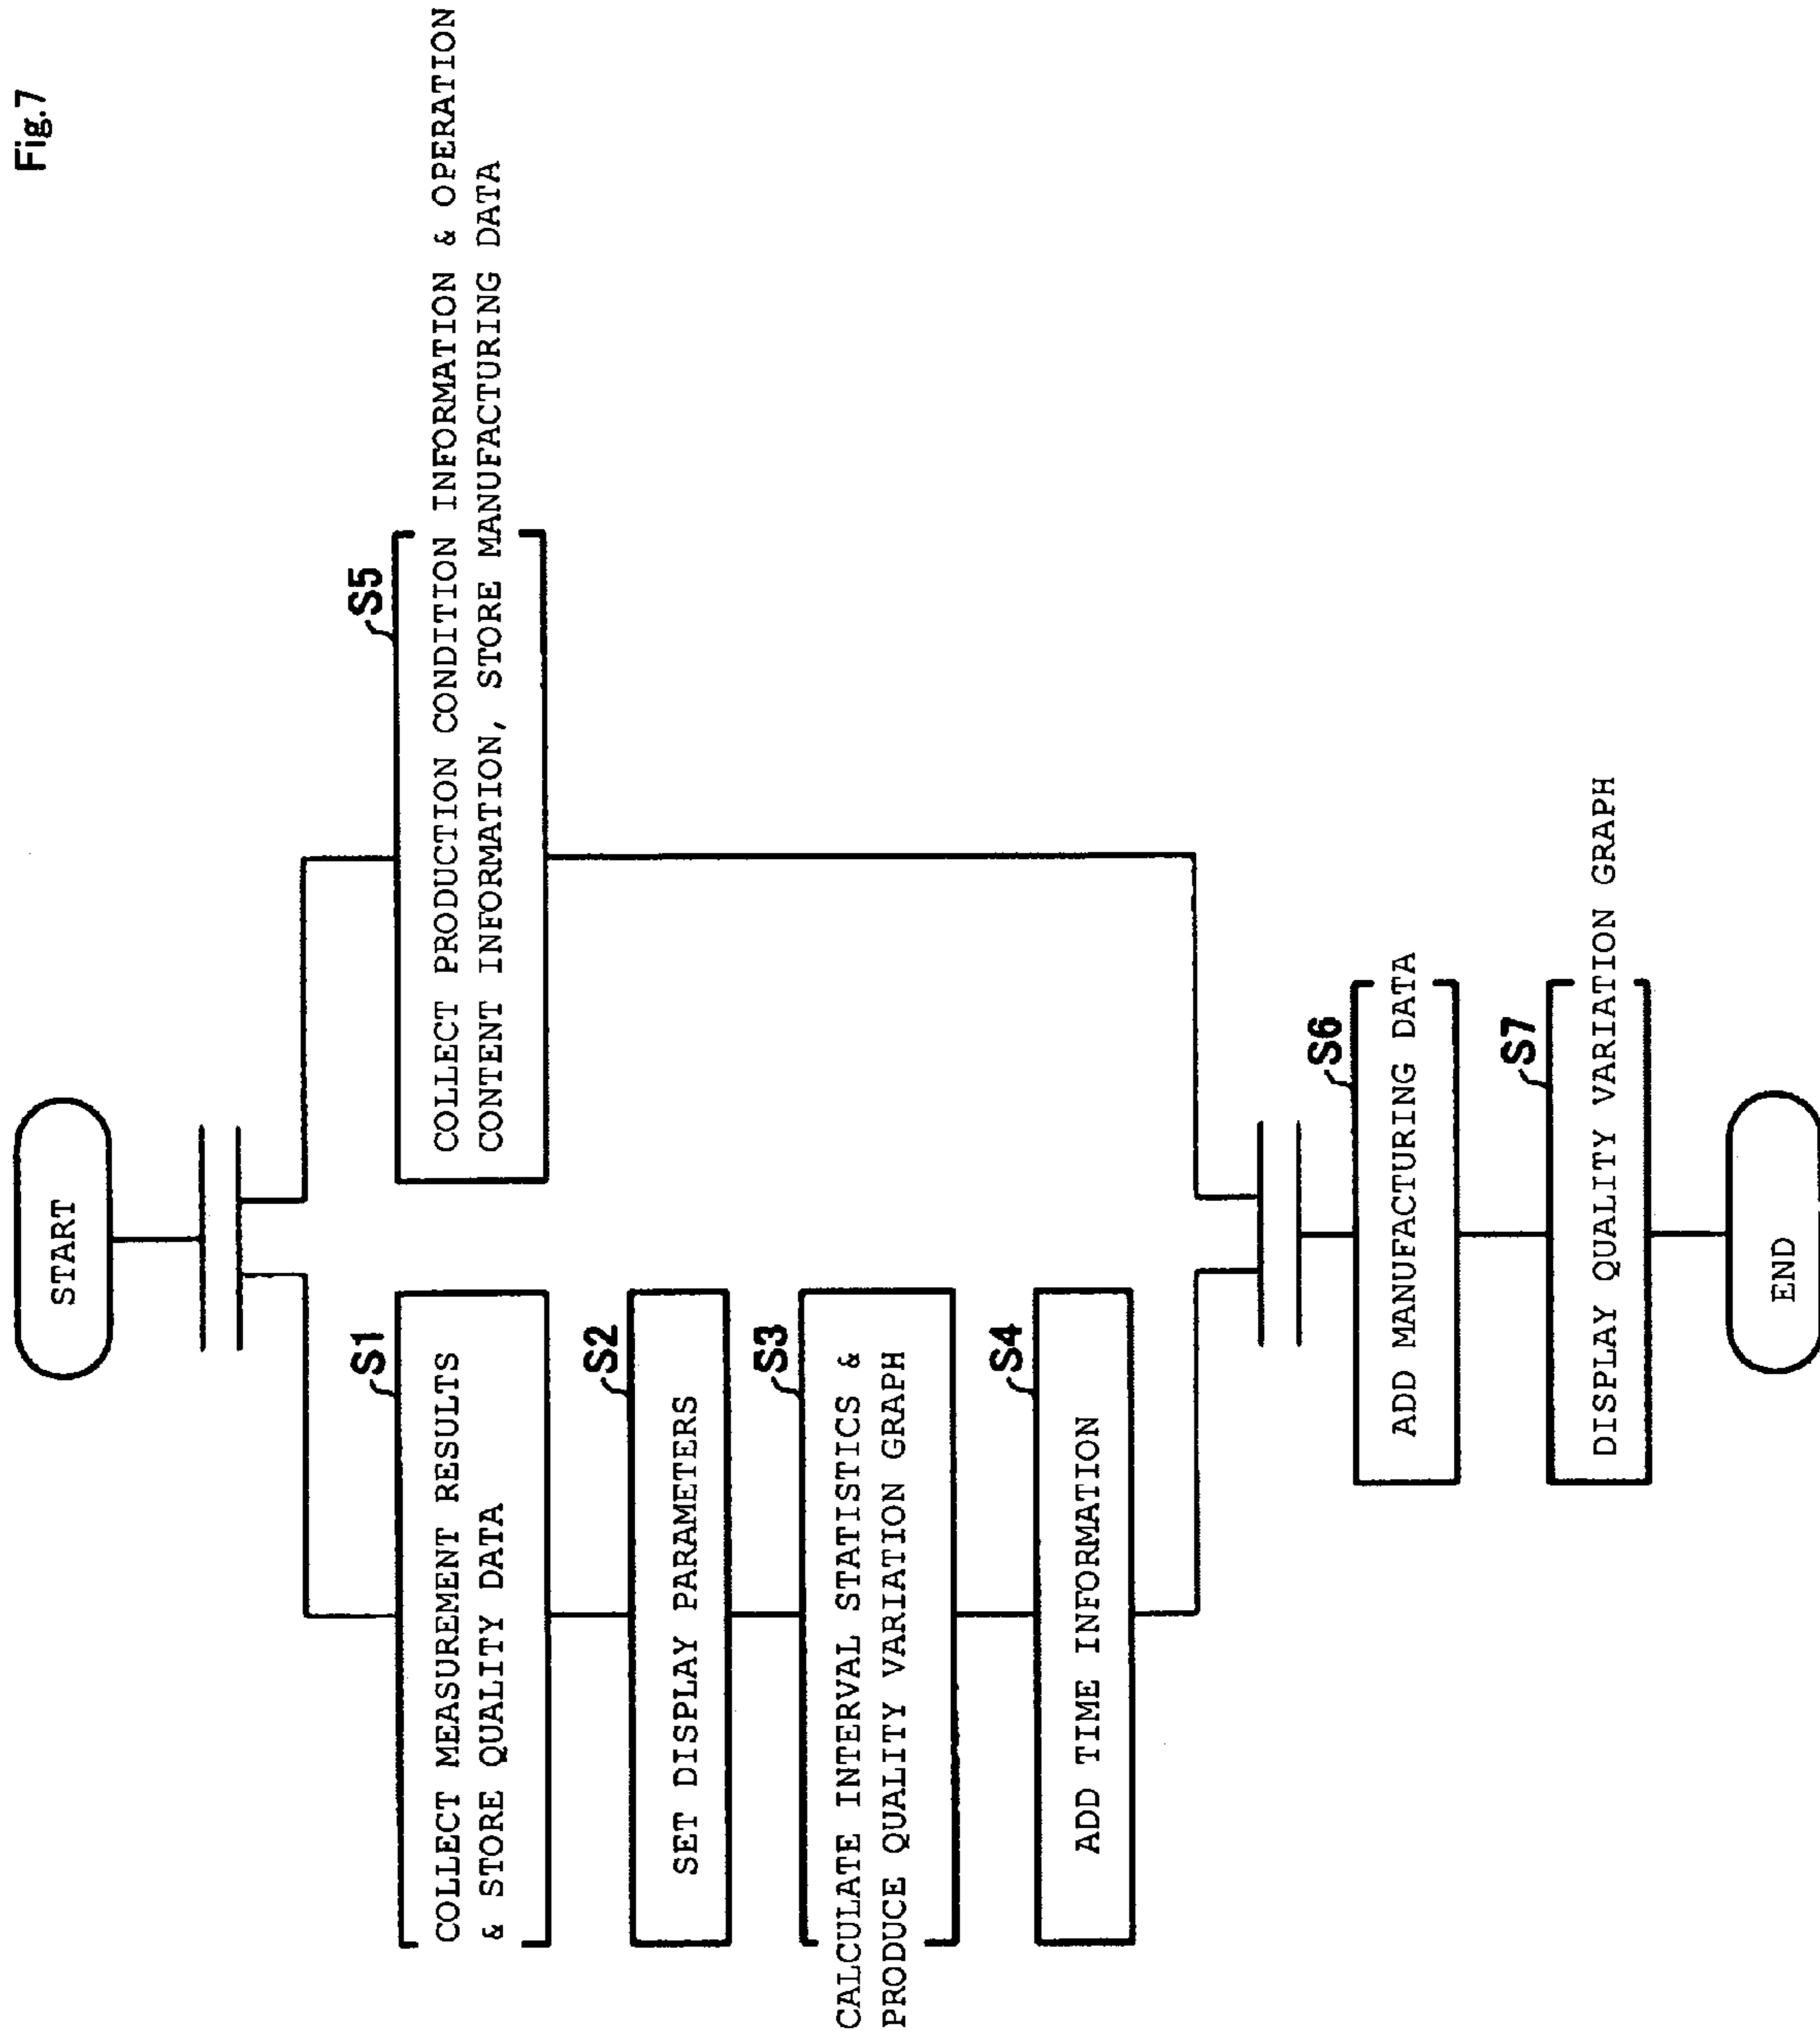 Fig.7
START
S1
COLLECT MEASUREMENT RESULTS
& STORE QUALITY DATA
S2
SET DISPLAY PARAMETERS
S3
CALCULATE INTERVAL STATISTICS &
PRODUCE QUALITY VARIATION GRAPH
S4
ADD TIME INFORMATION
S5
COLLECT PRODUCTION CONDITION INFORMATION & OPERATION
CONTENT INFORMATION, STORE MANUFACTURING DATA
S6
ADD MANUFACTURING DATA
S7
DISPLAY QUALITY VARIATION GRAPH
END